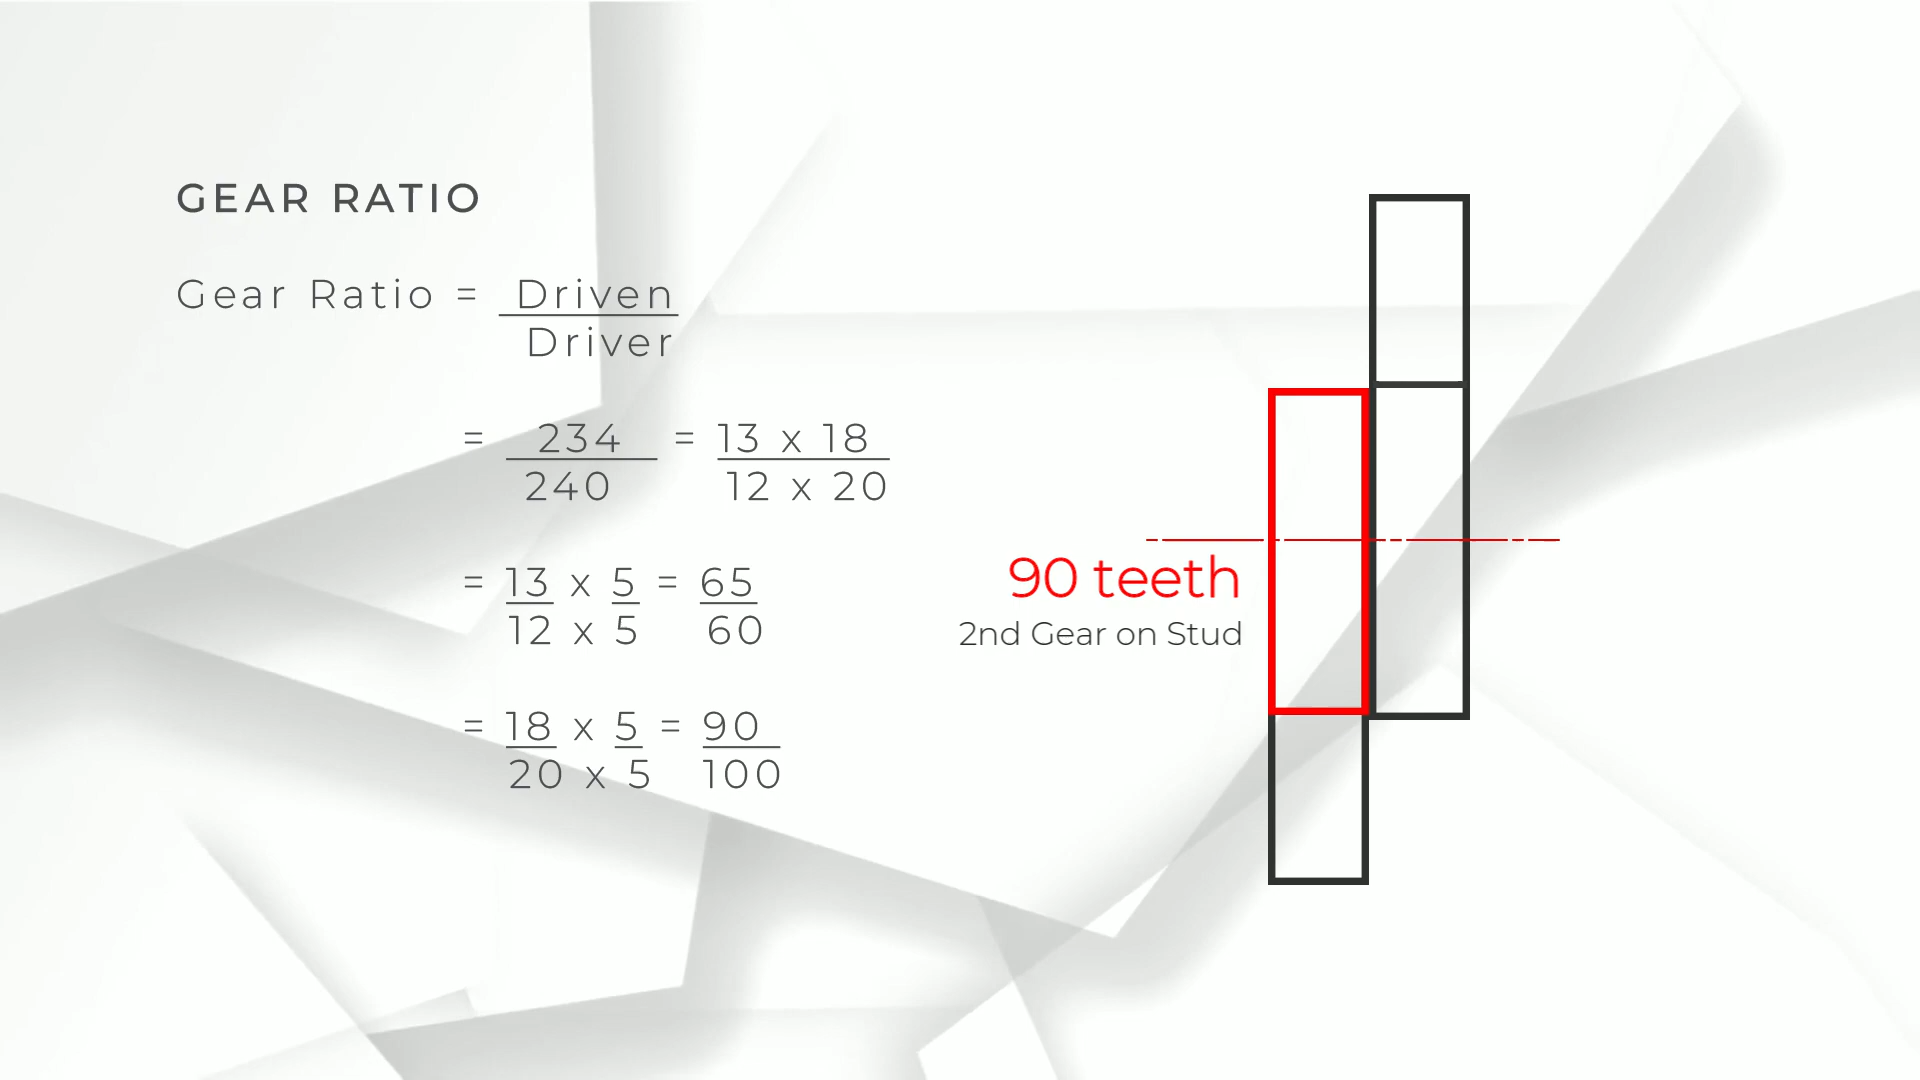 GEAR RATIO
Gear Ratio = Driven
Driver
= 234 = 13 x 18
240 12 x 20
= 13 x 5 = 65
12 x 5 60
= 18 x 5 = 90
20 x 5 100
90 teeth
2nd Gear on Stud